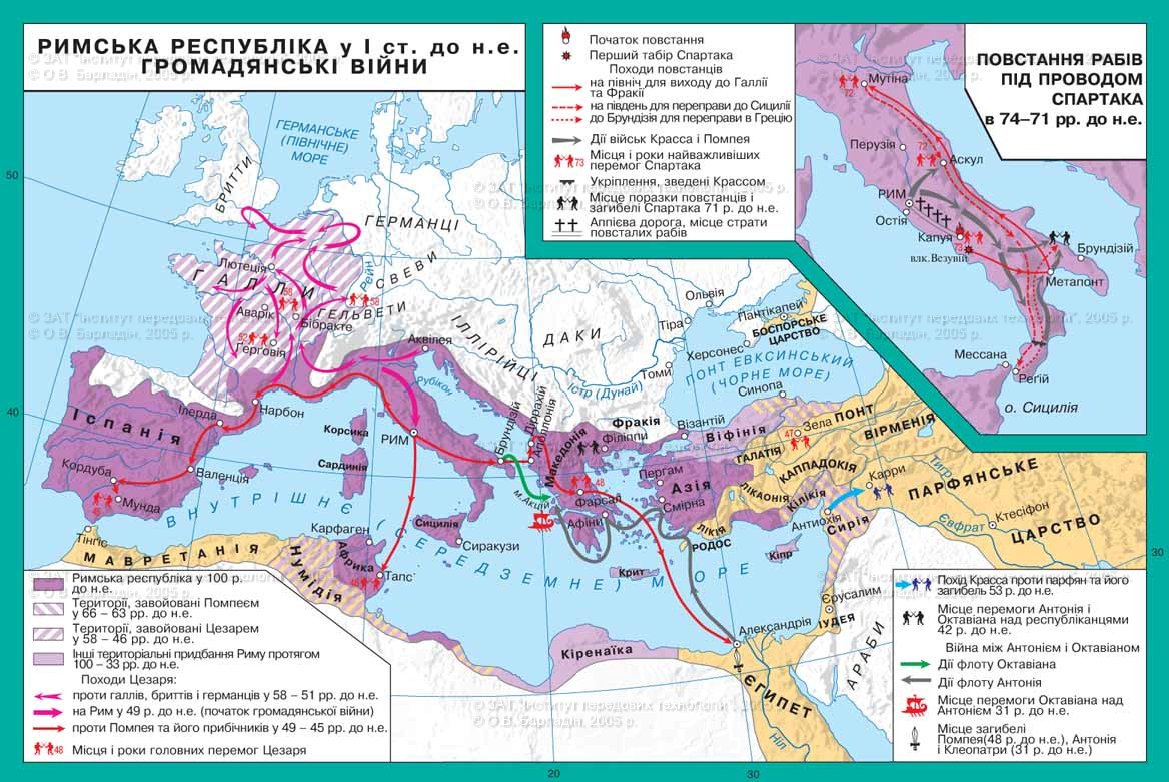 РИМСЬКА РЕСПУБЛІКА у І ст. до н.е.
ГРОМАДЯНСЬКІ ВІЙНИ
Початок повстання
Перший табір Спартака
Походи повстанців
на північ для виходу до Галлії
та Фракії
на південь для переправи до Сицилії
до Брундізія для переправи в Грецію
Дії військ Красса і Помпея
73
Місця і роки найважливіших
перемог Спартака
Укріплення, зведені Крассом
Місце поразки повстанців і
загибелі Спартака 71 р. до н.е.
Аппієва дорога, місце страти
повсталих рабів
ПОВСТАННЯ РАБІВ
ПІД ПРОВОДОМ
СПАРТАКА
в 74–71 рр. до н.е.
Мутіна
72
Перузія
72
Аскул
РИМ
Остія
Капуя
73
влк.Везувій
Брундізій
Метапонт
Мессана
Регій
о. Сицилія
50
40
30
20
30
ГЕРМАНСЬКЕ
(ПІВНІЧНЕ)
МОРЕ
БРИТТИ
ГЕРМАНЦІ
СВЕВИ
Рейн
Лютеція
ГАЛЛИ
58
58
ГЕЛЬВЕТИ
Аварік
Бібракте
52
Герговія
ІЛЛІРІЙЦІ
ДАКИ
Ольвія
Тіра
Пантікапей
БОСПОРСЬКЕ
ЦАРСТВО
Херсонес
ПОНТ ЕВКСИНСЬКИЙ
(ЧОРНЕ МОРЕ)
Томи
Істр (Дунай)
Аквілея
Рубікон
Іспанія
Ілерда
Нарбон
Корсика
РИМ
Сардинія
Кордуба
Валенция
Мунда
45
Брундізій
Діррахій
Аполлонія
Македонія
Фракія
Філіппи
Візантій
Синопа
Віфінія
ПОНТ
47
Зела
ВІРМЕНІЯ
ГАЛАТІЯ
КАППАДОКІЯ
Пергам
Азія
ЛІКАОНІЯ
Кілікія
Карри
Тигр
ПАРФЯНСЬКЕ
ЦАРСТВО
Ктесіфон
Євфрат
48
Фарсал
м.Акцій
Афіни
Смірна
ЛІКІЯ
РОДОС
Антиохія
Сирія
Кіпр
Крит
ВНУТРІШНЄ (СЕРЕДЗЕМНЕ) МОРЕ
Сицилія
Сиракузи
Карфаген
Африка
Тапс
46
Тінгіс
МАВРЕТАНІЯ
НУМІДІЯ
Кіренаїка
Александрія
Єрусалим
ІУДЕЯ
АРАБИ
ЄГИПЕТ
Ніл
Римська республіка у 100 р.
до н.е.
Території, завойовані Помпеєм
у 66 – 63 рр. до н.е.
Території, завойовані Цезарем
у 58 – 46 рр. до н.е.
Інші територіальні придбання Риму протягом
100 – 33 рр. до н.е.
Походи Цезаря:
проти галлів, бриттів і германців у 58 – 51 рр. до н.е.
на Рим у 49 р. до н.е. (початок громадянської війни)
проти Помпея та його прибічників у 49 – 45 рр. до н.е.
48
Місця і роки головних перемог Цезаря
Похід Красса проти парфян та його
загибель 53 р. до н.е.
Місце перемоги Антонія і
Октавіана над республіканцями
42 р. до н.е.
Війна між Антонієм і Октавіаном
Дії флоту Октавіана
Дії флоту Антонія
Місце перемоги Октавіана над
Антонієм 31 р. до н.е.
Місце загибелі
Помпея(48 р. до н.е.), Антонія
і Клеопатри (31 р. до н.е.)